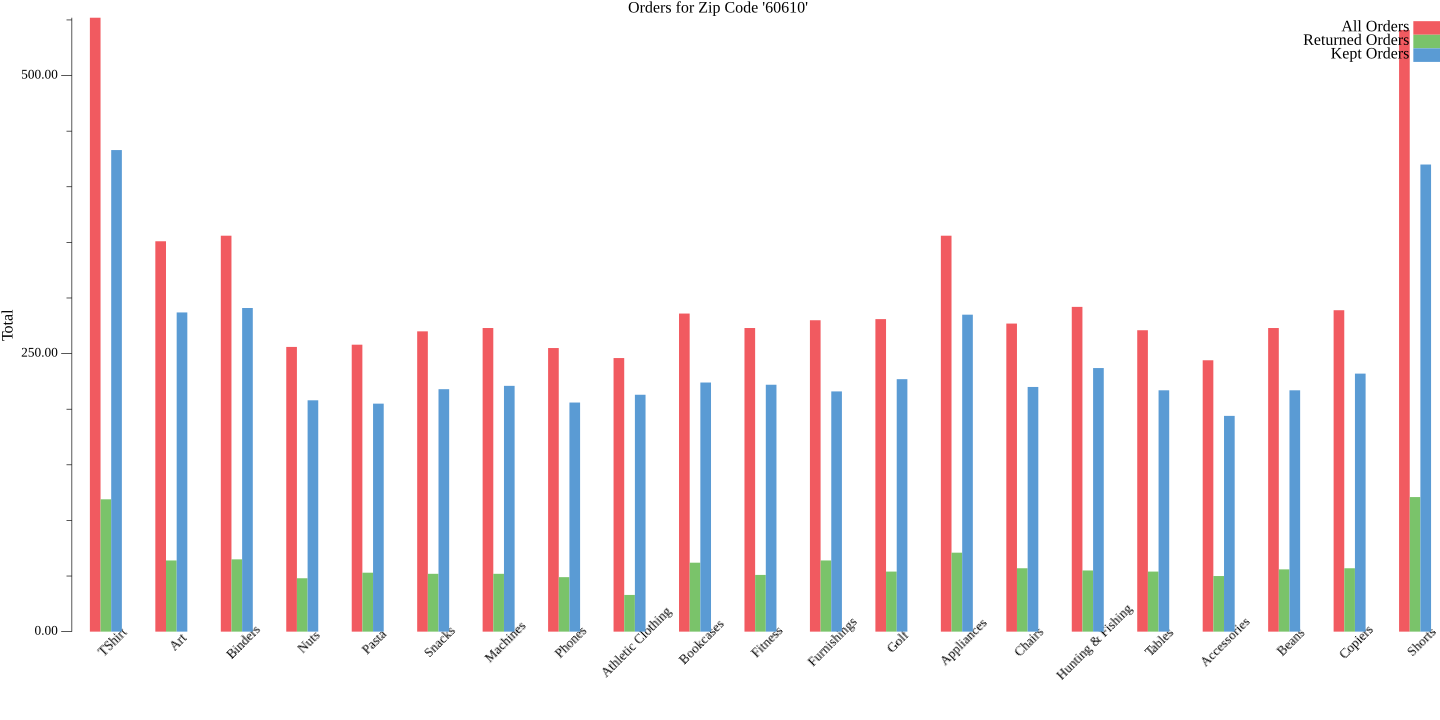 Orders for Zip Code '60610'
All Orders
Returned Orders
Kept Orders
Total
500.00
250.00
0.00
TShirt
Art
Binders
Nuts
Pasta
Snacks
Machines
Phones
Athletic Clothing
Bookcases
Fitness
Furnishings
Golf
Appliances
Chairs
Hunting & Fishing
Tables
Accessories
Beans
Copiers
Shorts